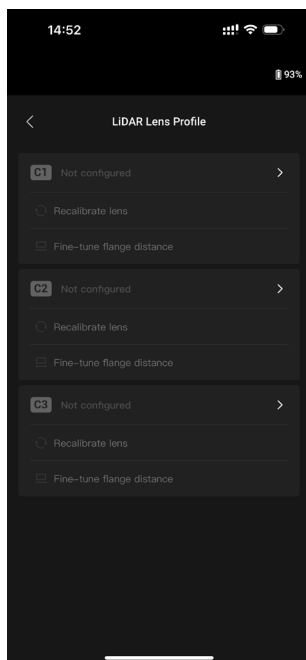 14:52
93%
LiDAR Lens Profile
C1 Not configured
Recalibrate lens
Fine-tune flange distance
C2 Not configured
Recalibrate lens
Fine-tune flange distance
C3 Not configured
Recalibrate lens
Fine-tune flange distance